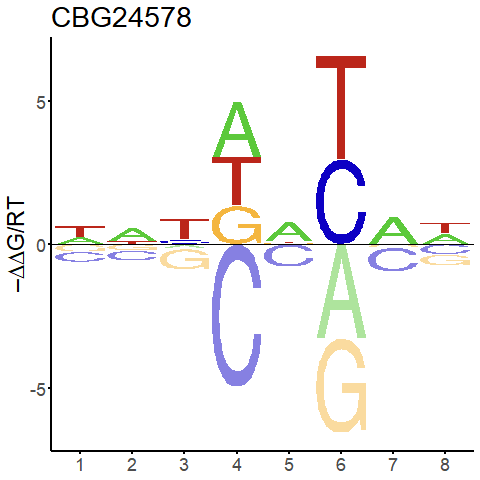 CBG24578
5
0
-5
−ΔΔG/RT
T A G C
A T C
T C G
A T G C
A C
T C A G
A C
T A C G
1 2 3 4 5 6 7 8